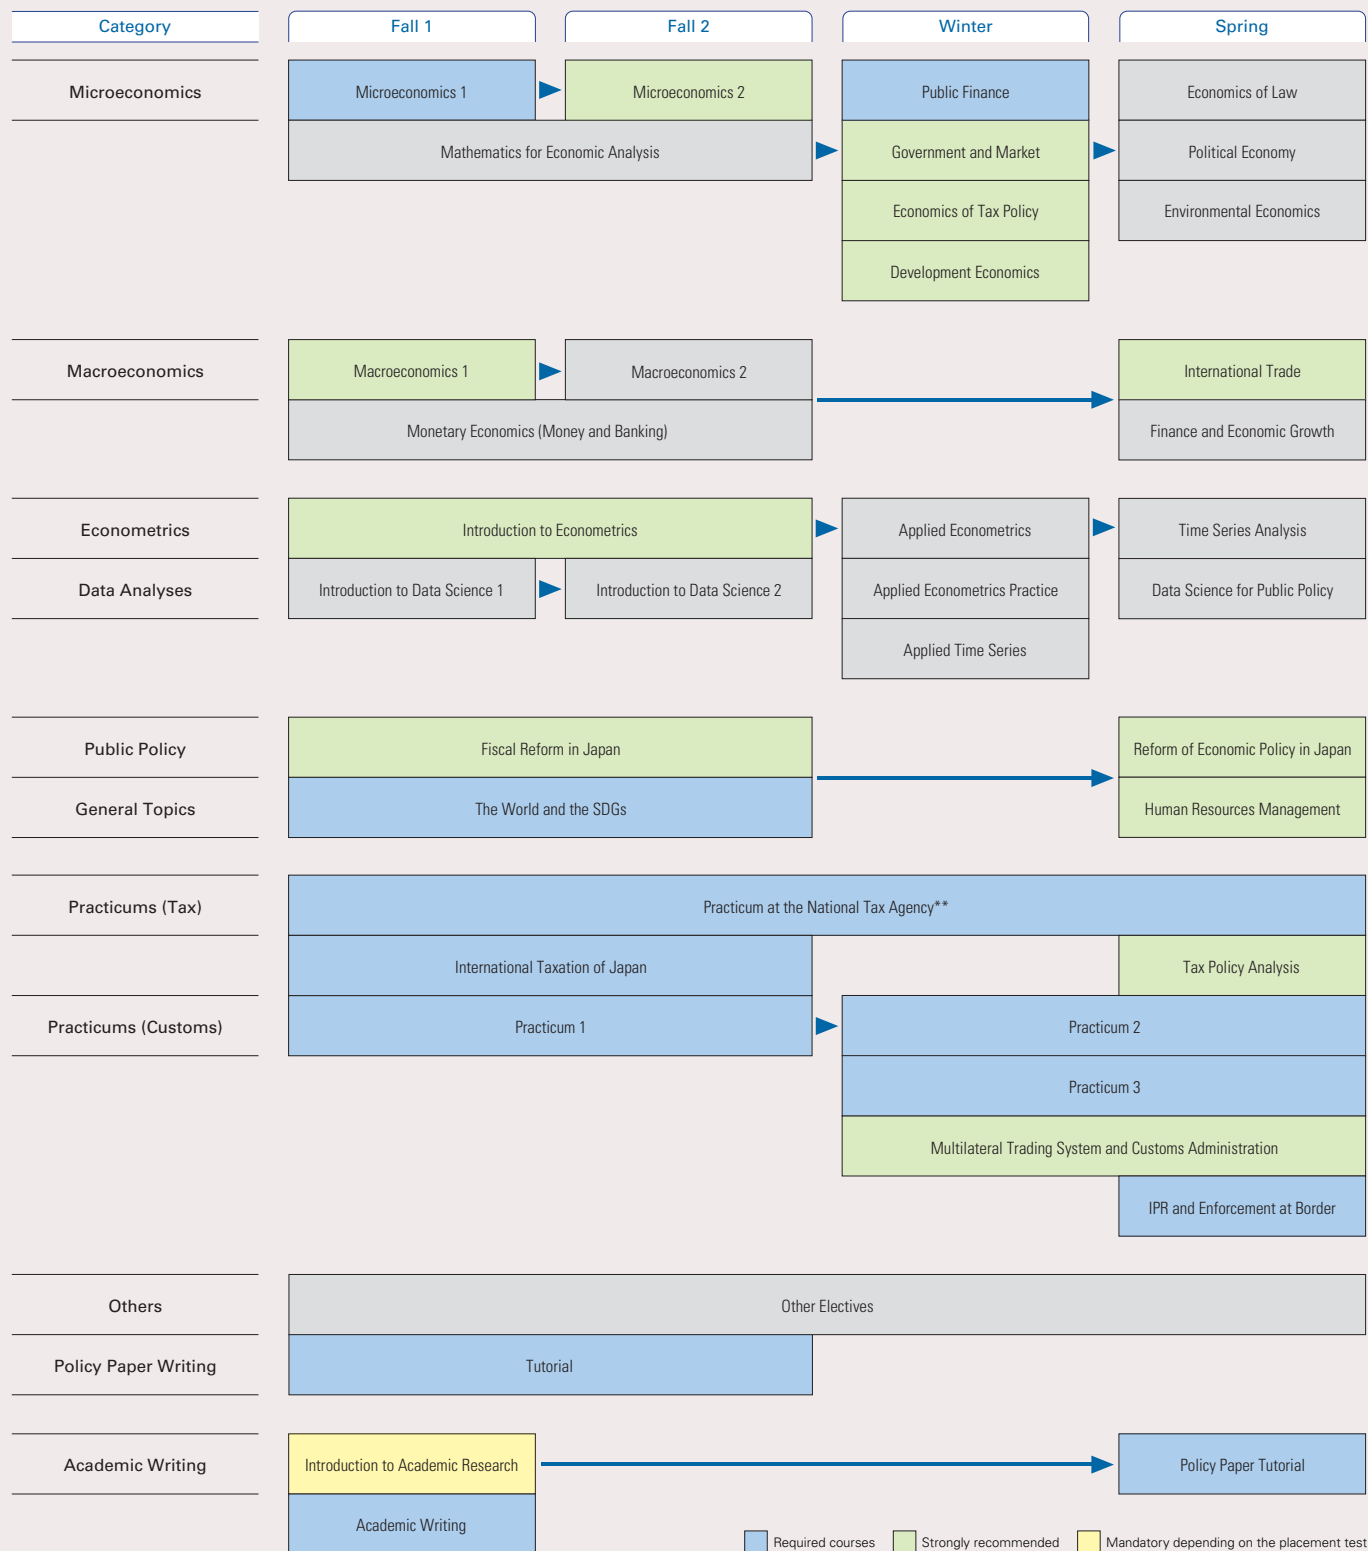 Category
Fall 1
Fall 2
Winter
Spring
Microeconomics
Microeconomics 1
Microeconomics 2
Public Finance
Economics of Law
Mathematics for Economic Analysis
Government and Market
Political Economy
Economics of Tax Policy
Environmental Economics
Development Economics
Macroeconomics
Macroeconomics 1
Macroeconomics 2
International Trade
Monetary Economics (Money and Banking)
Finance and Economic Growth
Econometrics
Introduction to Econometrics
Applied Econometrics
Time Series Analysis
Data Analyses
Introduction to Data Science 1
Introduction to Data Science 2
Applied Econometrics Practice
Data Science for Public Policy
Applied Time Series
Public Policy
Fiscal Reform in Japan
Reform of Economic Policy in Japan
General Topics
The World and the SDGs
Human Resources Management
Practicums (Tax)
Practicum at the National Tax Agency**
International Taxation of Japan
Tax Policy Analysis
Practicums (Customs)
Practicum 1
Practicum 2
Practicum 3
Multilateral Trading System and Customs Administration
IPR and Enforcement at Border
Others
Other Electives
Policy Paper Writing
Tutorial
Academic Writing
Introduction to Academic Research
Policy Paper Tutorial
Academic Writing
Required courses
Strongly recommended
Mandatory depending on the placement test